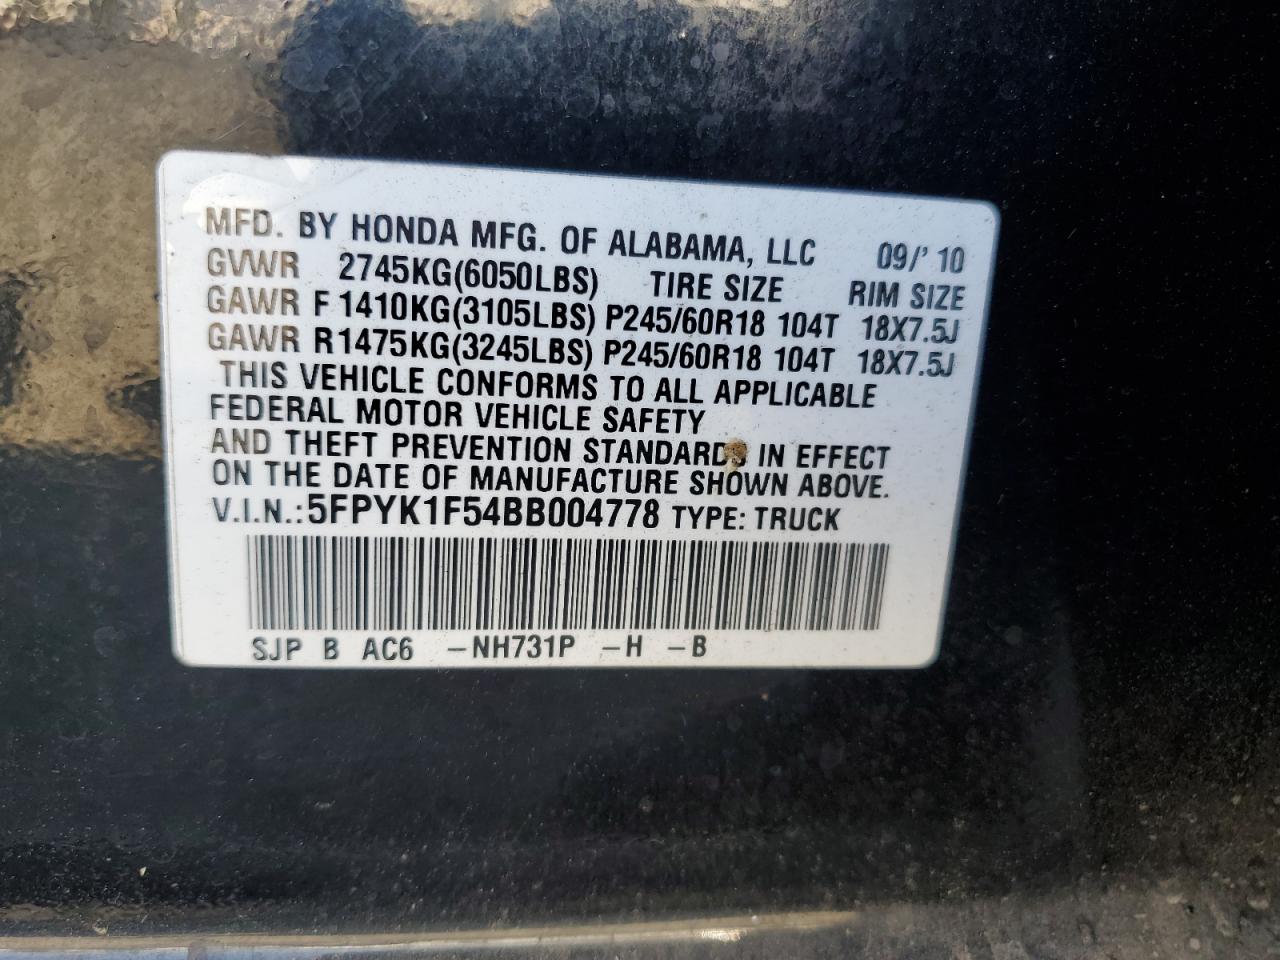 MFD. BY HONDA MFG. OF ALABAMA, LLC 09/'10
GVWR 2745KG(6050LBS) TIRE SIZE RIM SIZE
GAWR F 1410KG(3105LBS) P245/60R18 104T 18X7.5J
GAWR R1475KG(3245LBS) P245/60R18 104T 18X7.5J
THIS VEHICLE CONFORMS TO ALL APPLICABLE
FEDERAL MOTOR VEHICLE SAFETY
AND THEFT PREVENTION STANDARDS IN EFFECT
ON THE DATE OF MANUFACTURE SHOWN ABOVE.
V.I.N.:5FPYK1F54BB004778 TYPE: TRUCK
SJP B AC6 -NH731P -H -B